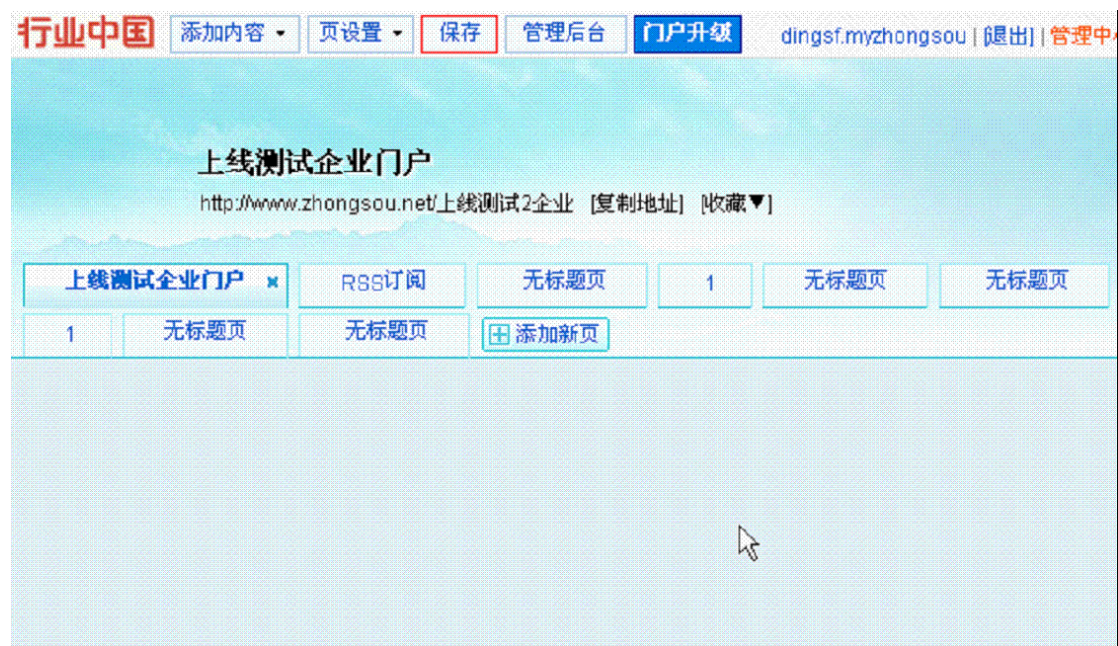 行业中国 添加内容 页设置 保存 管理后台 门户升级 dingsf.myzhongsou | [退出] | 管理中心
上线测试企业门户
http://www.zhongsou.net/上线测试2企业 [复制地址] [收藏▼]
上线测试企业门户 × RSS订阅 无标题页 1 无标题页 无标题页
1 无标题页 无标题页 添加新页